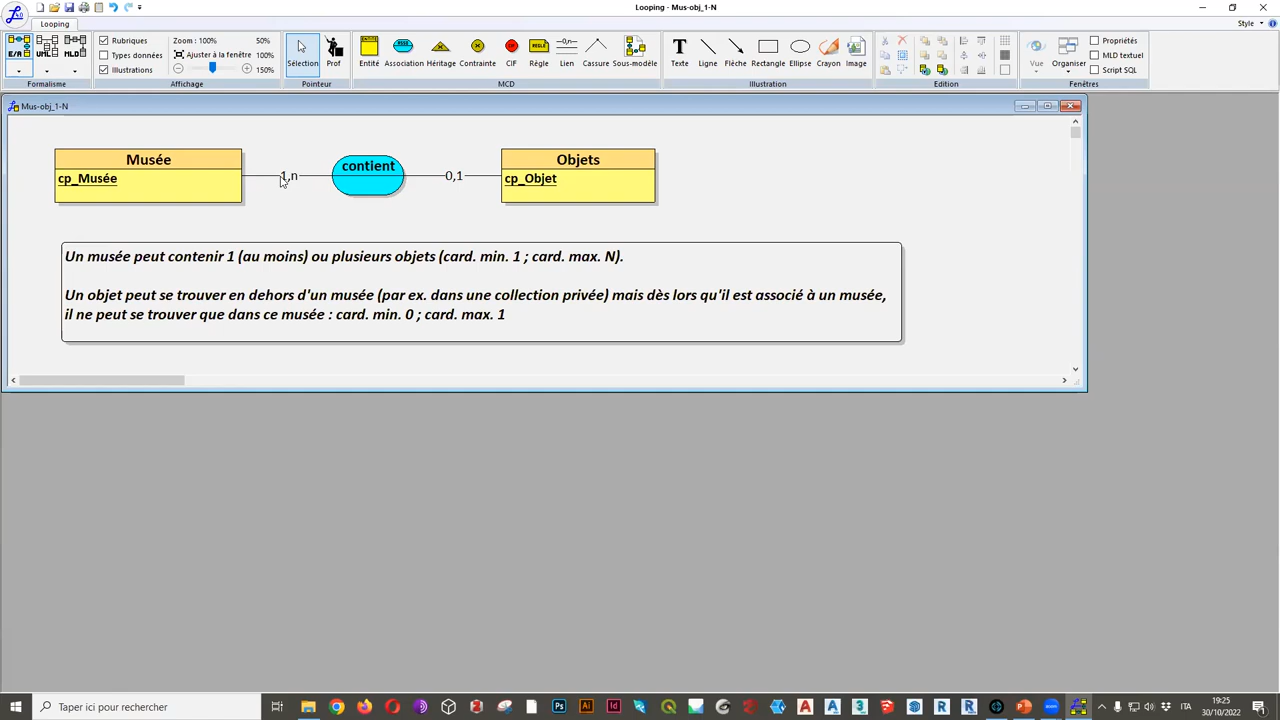 Looping - Mus-obj_1-N
Looping
Style
E/A
UML
MLD
Formalisme
Rubriques
Types données
Illustrations
Zoom : 100%
50%
Ajuster à la fenêtre
100%
150%
Affichage
Sélection
Prof
Pointeur
Entité
Association
Héritage
Contrainte
CIF
Règle
Lien
Cassure
Sous-modèle
MCD
Texte
Ligne
Flèche
Rectangle
Ellipse
Crayon
Image
Illustration
Edition
Vue
Organiser
Propriétés
MLD textuel
Script SQL
Fenêtres
Mus-obj_1-N
Musée
cp_Musée
1,n
contient
0,1
Objets
cp_Objet
Un musée peut contenir 1 (au moins) ou plusieurs objets (card. min. 1 ; card. max. N).
Un objet peut se trouver en dehors d'un musée (par ex. dans une collection privée) mais dès lors qu'il est associé à un musée,
il ne peut se trouver que dans ce musée : card. min. 0 ; card. max. 1
Taper ici pour rechercher
ITA
19:25
30/10/2022